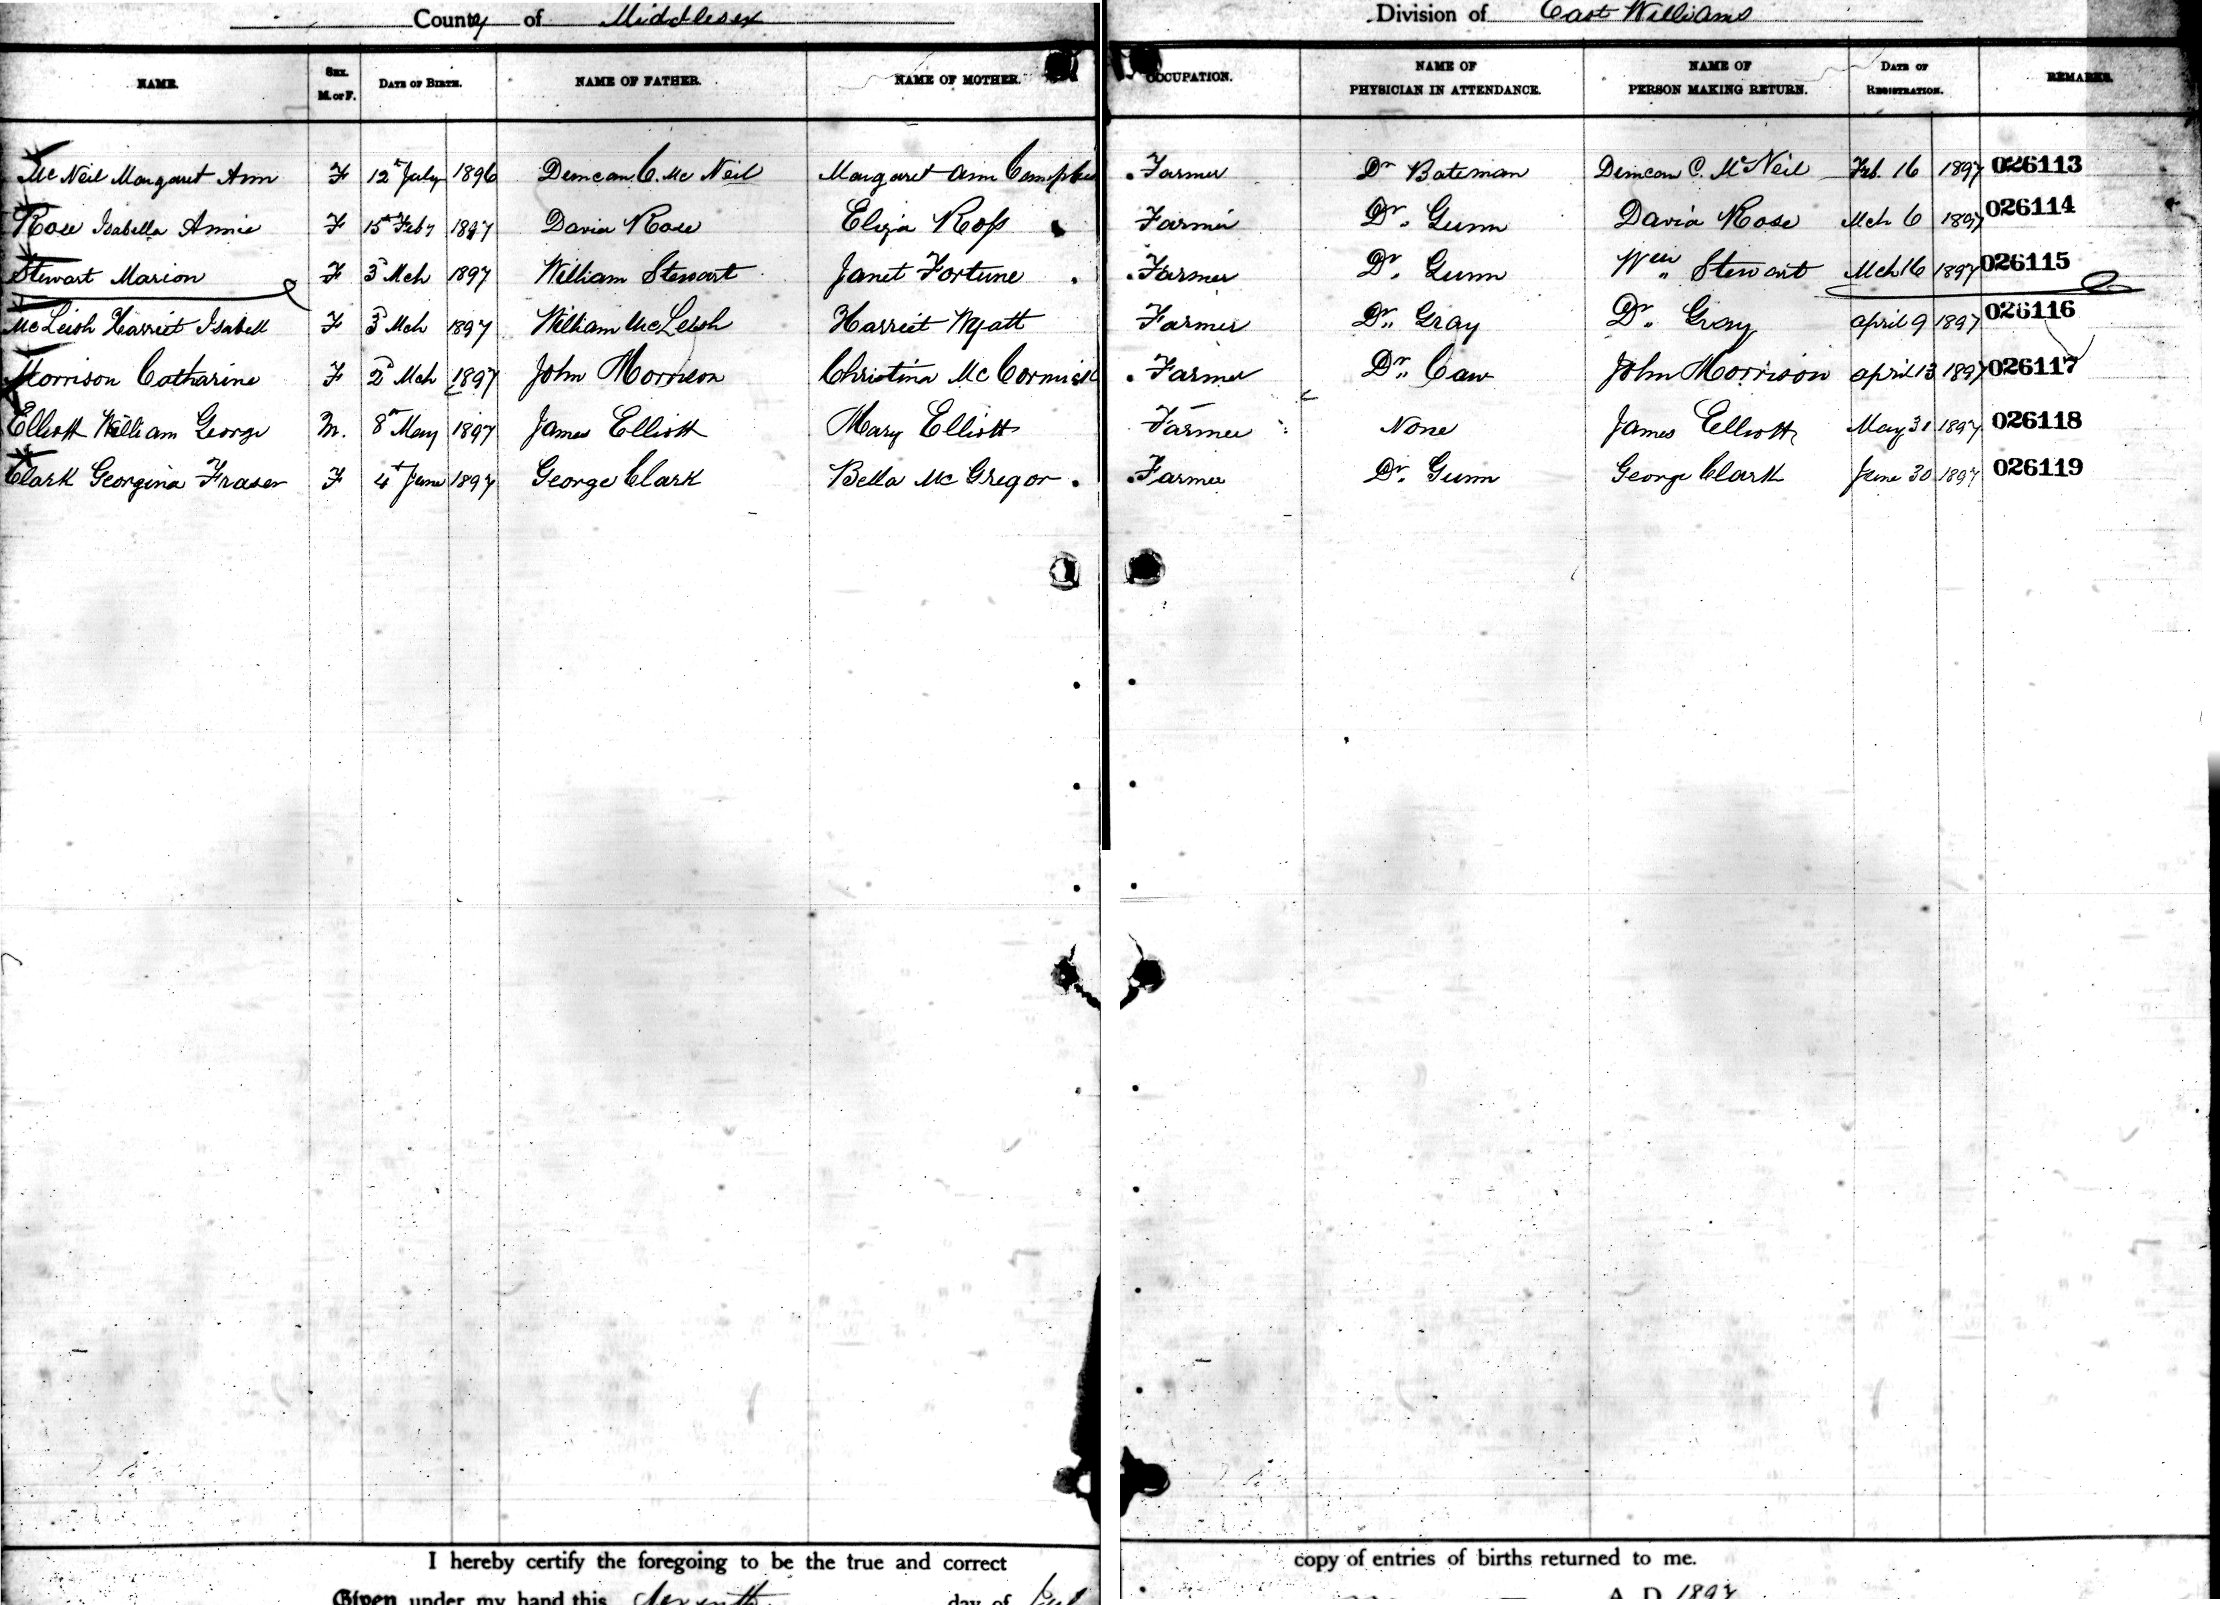 County of Middlesex Division of East Williams
NAME. SEX. M. or F. DATE OF BIRTH. NAME OF FATHER. NAME OF MOTHER. OCCUPATION. NAME OF PHYSICIAN IN ATTENDANCE. NAME OF PERSON MAKING RETURN. DATE OF REGISTRATION. REMARKS.
McNeil Margaret Ann F 12th July 1896 Duncan C. McNeil Margaret Ann Campbell Farmer Dr Bateman Duncan C. McNeil Feb. 16 1897 026113
Rose Isabella Annie F 15th Feby 1897 David Rose Eliza Ross Farmer Dr. Gunn David Rose Mch 6 1897 026114
Stewart Marion F 3d Mch 1897 William Stewart Janet Fortune Farmer Dr. Gunn Wm Stewart Mch 16 1897 026115
McLeish Harriet Isabell F 3d Mch 1897 William McLeish Harriet Wyatt Farmer Dr. Gray Dr. Gray April 9 1897 026116
Morrison Catharine F 2d Mch 1897 John Morrison Christina McCormick Farmer Dr. Caw John Morrison April 13 1897 026117
Elliott William George M. 8th May 1897 James Elliott Mary Elliott Farmer None James Elliott May 31 1897 026118
Clark Georgina Fraser F 4th June 1897 George Clark Bella McGregor Farmer Dr. Gunn George Clark June 30 1897 026119
I hereby certify the foregoing to be the true and correct copy of entries of births returned to me.
Given under my hand this day of A. D. 1897